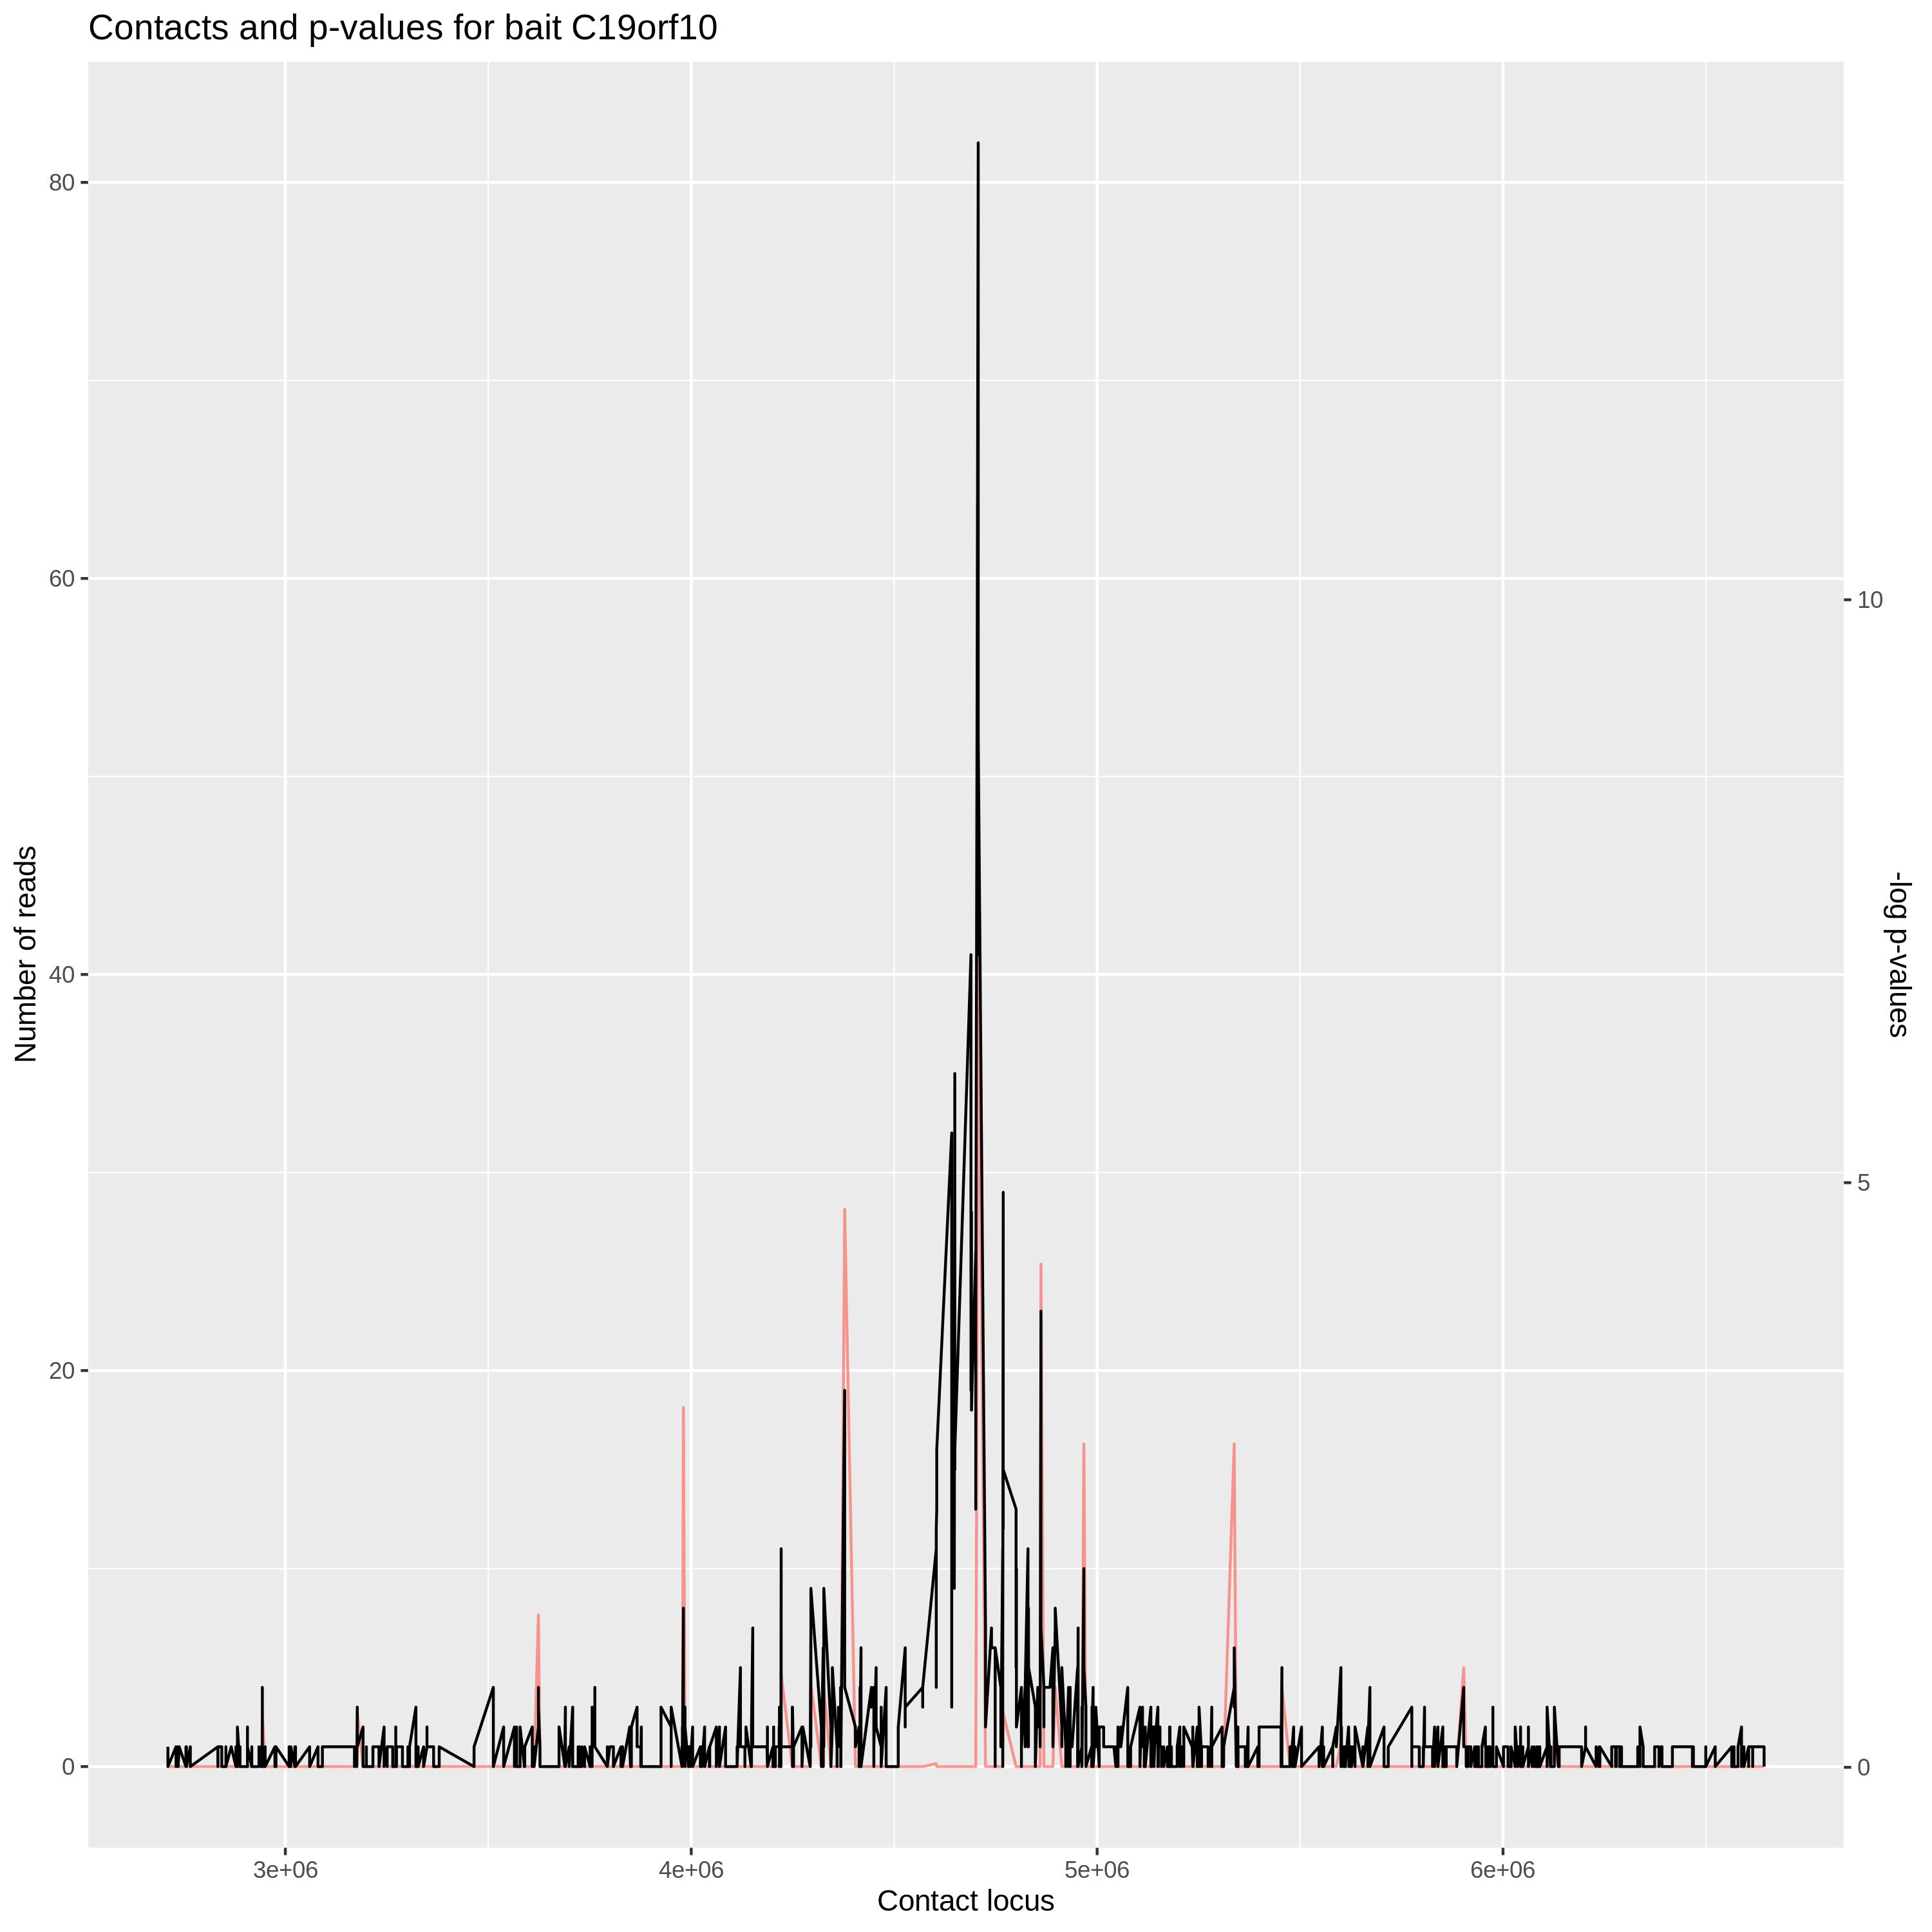 Contacts and p-values for bait C19orf10
80
60
40
20
0
Number of reads
10
5
0
-log p-values
3e+06
4e+06
5e+06
6e+06
Contact locus